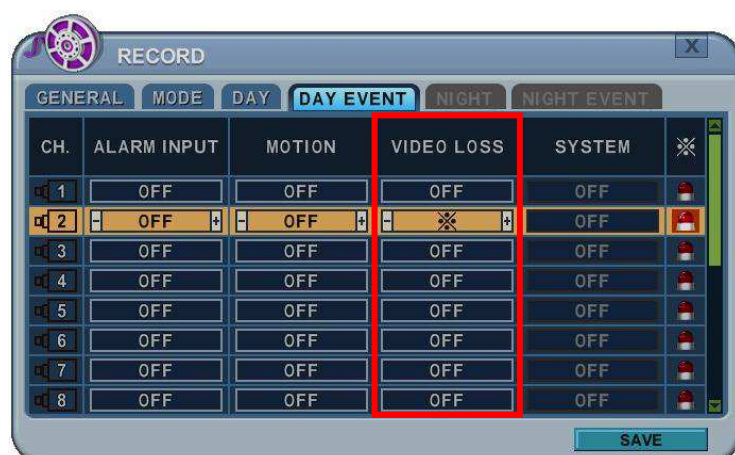 RECORD X
GENERAL MODE DAY DAY EVENT NIGHT NIGHT EVENT
CH. ALARM INPUT MOTION VIDEO LOSS SYSTEM ※
1 OFF OFF OFF OFF
2 - OFF + - OFF + - ※ + OFF
3 OFF OFF OFF OFF
4 OFF OFF OFF OFF
5 OFF OFF OFF OFF
6 OFF OFF OFF OFF
7 OFF OFF OFF OFF
8 OFF OFF OFF OFF
SAVE